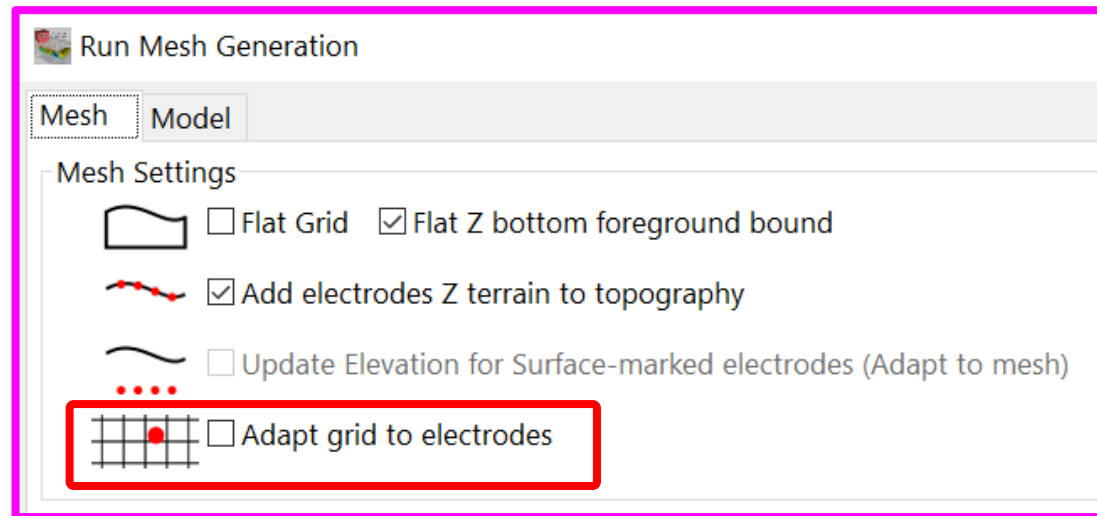 Run Mesh Generation
Mesh Model
Mesh Settings
Flat Grid Flat Z bottom foreground bound
Add electrodes Z terrain to topography
Update Elevation for Surface-marked electrodes (Adapt to mesh)
Adapt grid to electrodes